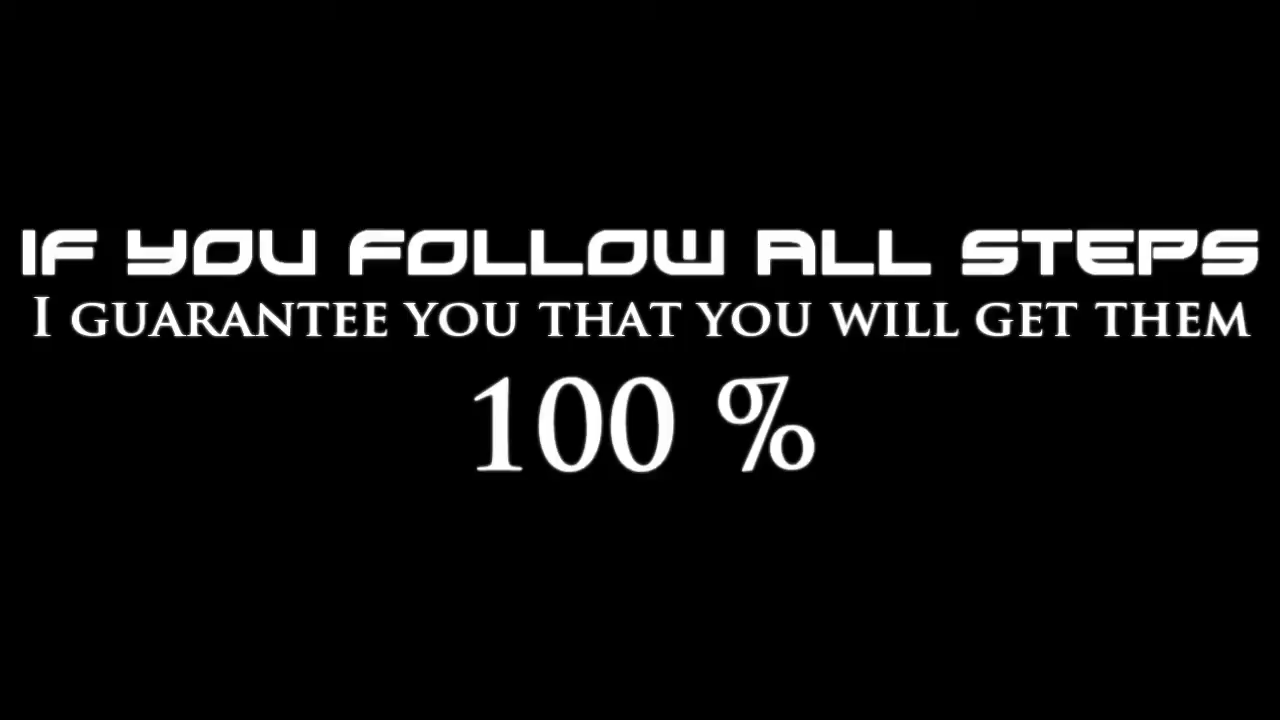 IF YOU FOLLOW ALL STEPS
I GUARANTEE YOU THAT YOU WILL GET THEM
100 %